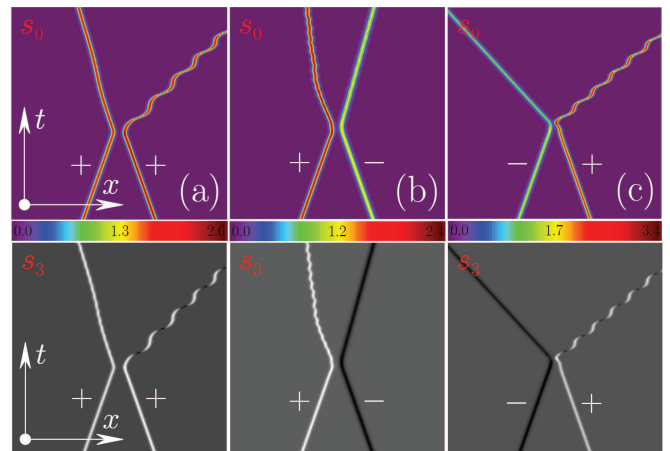 s₀ s₀ s₀
t
+ + + − − +
x (a) (b) (c)
0.0 1.3 2.6 0.0 1.2 2.4 0.0 1.7 3.4
s₃ s₃ s₃
t
+ + + − − +
x